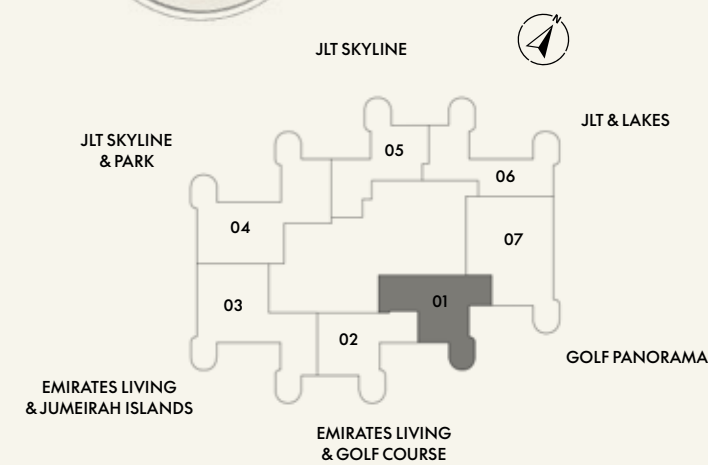 N
JLT SKYLINE
JLT & LAKES
JLT SKYLINE
& PARK
05
06
04
07
01
03
02
GOLF PANORAMA
EMIRATES LIVING
& JUMEIRAH ISLANDS
EMIRATES LIVING
& GOLF COURSE